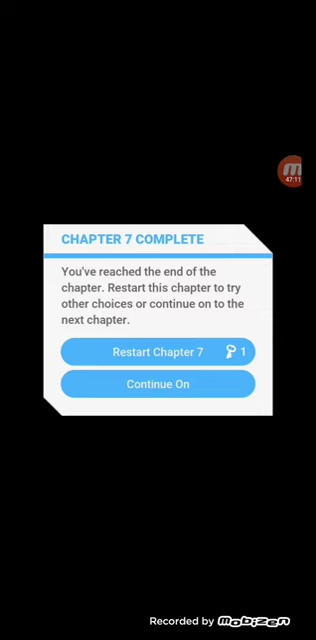 47:11
CHAPTER 7 COMPLETE
You've reached the end of the
chapter. Restart this chapter to try
other choices or continue on to the
next chapter.
Restart Chapter 7 1
Continue On
Recorded by MOBIZEN